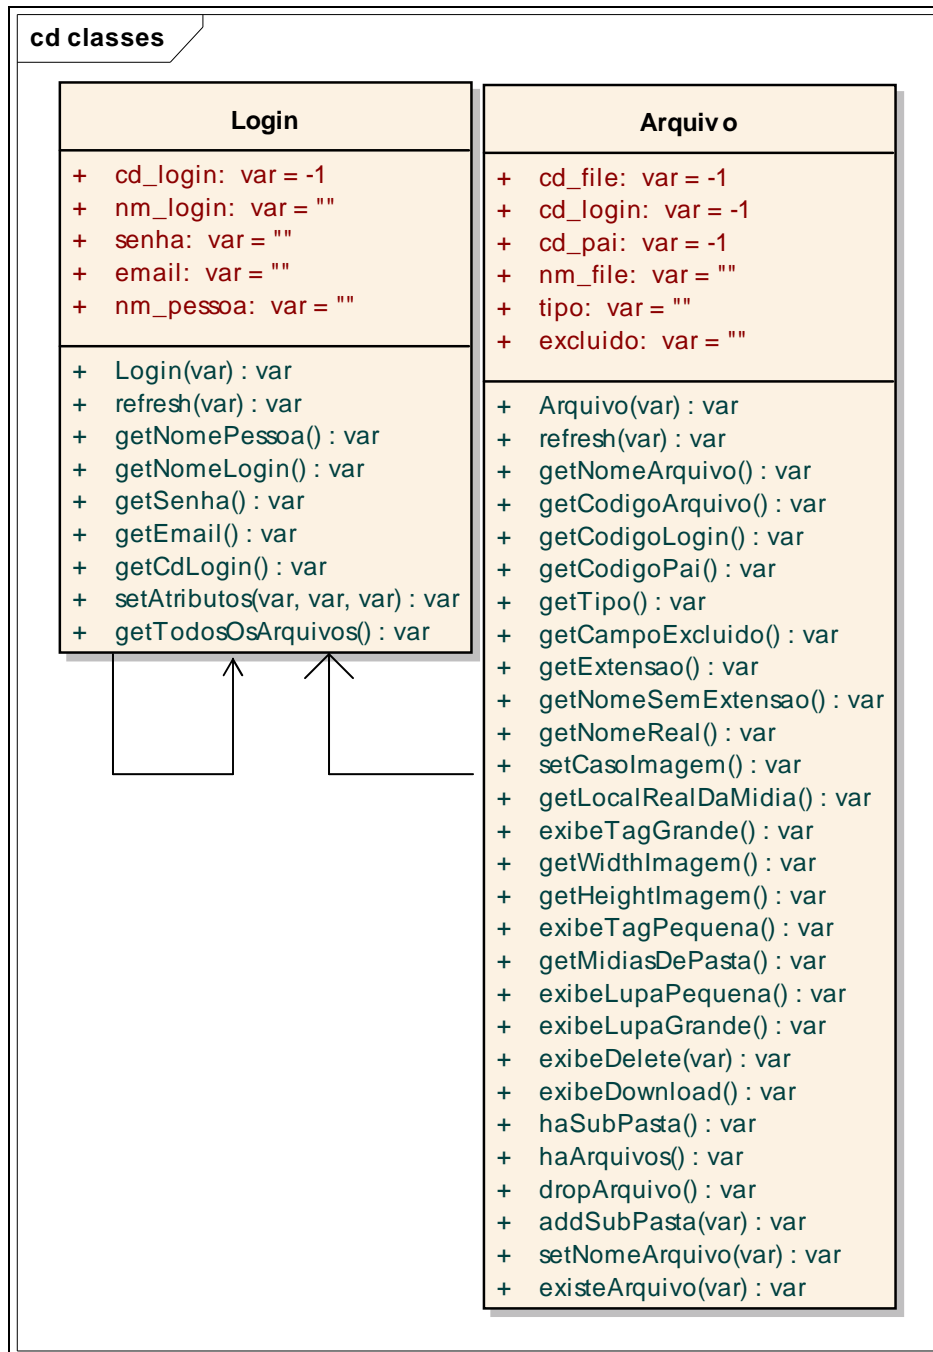 cd classes
Login
+ cd_login: var = -1
+ nm_login: var = ""
+ senha: var = ""
+ email: var = ""
+ nm_pessoa: var = ""
+ Login(var) : var
+ refresh(var) : var
+ getNomePessoa() : var
+ getNomeLogin() : var
+ getSenha() : var
+ getEmail() : var
+ getCdLogin() : var
+ setAtributos(var, var, var) : var
+ getTodosOsArquivos() : var
Arquivo
+ cd_file: var = -1
+ cd_login: var = -1
+ cd_pai: var = -1
+ nm_file: var = ""
+ tipo: var = ""
+ excluido: var = ""
+ Arquivo(var) : var
+ refresh(var) : var
+ getNomeArquivo() : var
+ getCodigoArquivo() : var
+ getCodigoLogin() : var
+ getCodigoPai() : var
+ getTipo() : var
+ getCampoExcluido() : var
+ getExtensao() : var
+ getNomeSemExtensao() : var
+ getNomeReal() : var
+ setCasoImagem() : var
+ getLocalRealDaMidia() : var
+ exibeTagGrande() : var
+ getWidthImagem() : var
+ getHeightImagem() : var
+ exibeTagPequena() : var
+ getMidiasDePasta() : var
+ exibeLupaPequena() : var
+ exibeLupaGrande() : var
+ exibeDelete(var) : var
+ exibeDownload() : var
+ haSubPasta() : var
+ haArquivos() : var
+ dropArquivo() : var
+ addSubPasta(var) : var
+ setNomeArquivo(var) : var
+ existeArquivo(var) : var